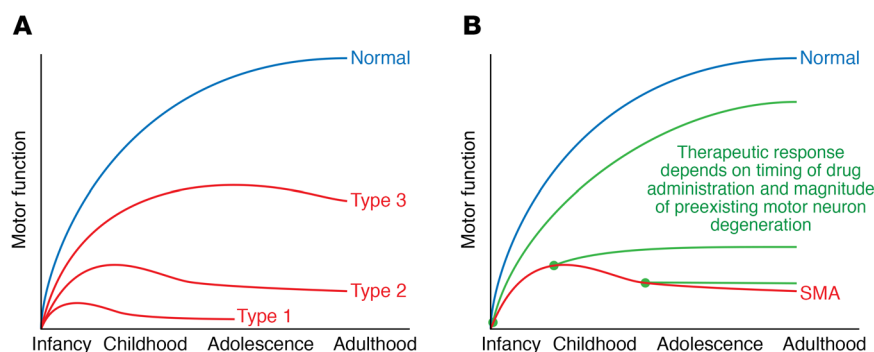 A
Motor function
Normal
Type 3
Type 2
Type 1
Infancy Childhood Adolescence Adulthood
B
Motor function
Normal
Therapeutic response
depends on timing of drug
administration and magnitude
of preexisting motor neuron
degeneration
SMA
Infancy Childhood Adolescence Adulthood